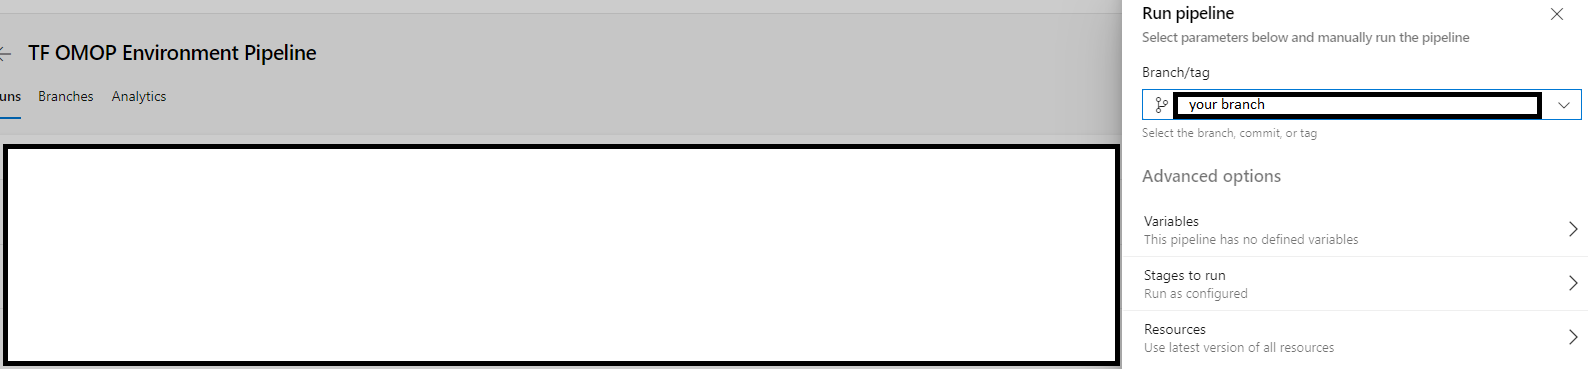 TF OMOP Environment Pipeline
uns
Branches
Analytics
Run pipeline
Select parameters below and manually run the pipeline
Branch/tag
your branch
Select the branch, commit, or tag
Advanced options
Variables
This pipeline has no defined variables
Stages to run
Run as configured
Resources
Use latest version of all resources